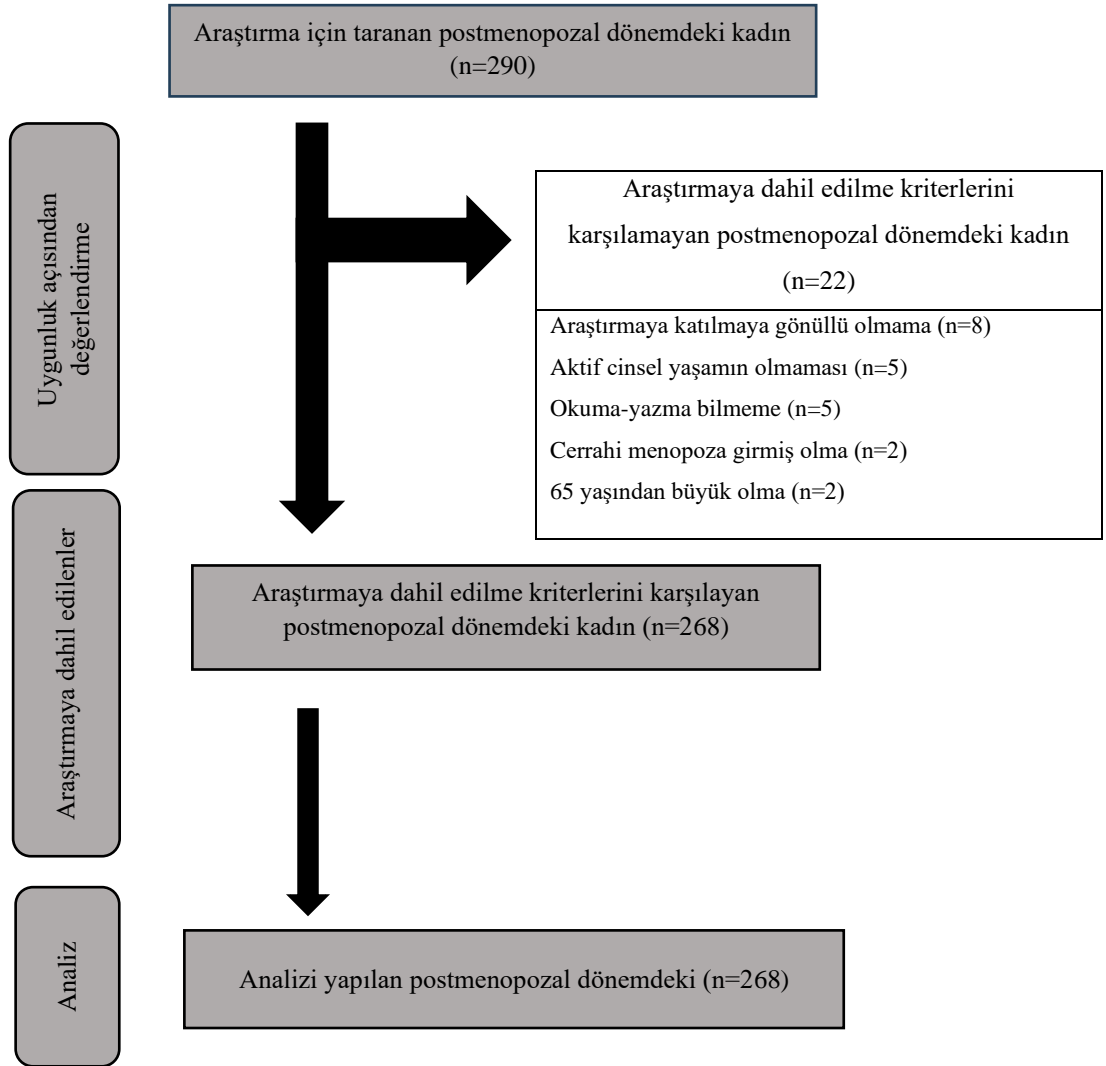 Araştırma için taranan postmenopozal dönemdeki kadın
(n=290)
Uygunluk açısından
değerlendirme
Araştırmaya dahil edilme kriterlerini
karşılamayan postmenopozal dönemdeki kadın
(n=22)
Araştırmaya katılmaya gönüllü olmama (n=8)
Aktif cinsel yaşamın olmaması (n=5)
Okuma-yazma bilmeme (n=5)
Cerrahi menopoza girmiş olma (n=2)
65 yaşından büyük olma (n=2)
Araştırmaya dahil edilenler
Araştırmaya dahil edilme kriterlerini karşılayan
postmenopozal dönemdeki kadın (n=268)
Analiz
Analizi yapılan postmenopozal dönemdeki (n=268)